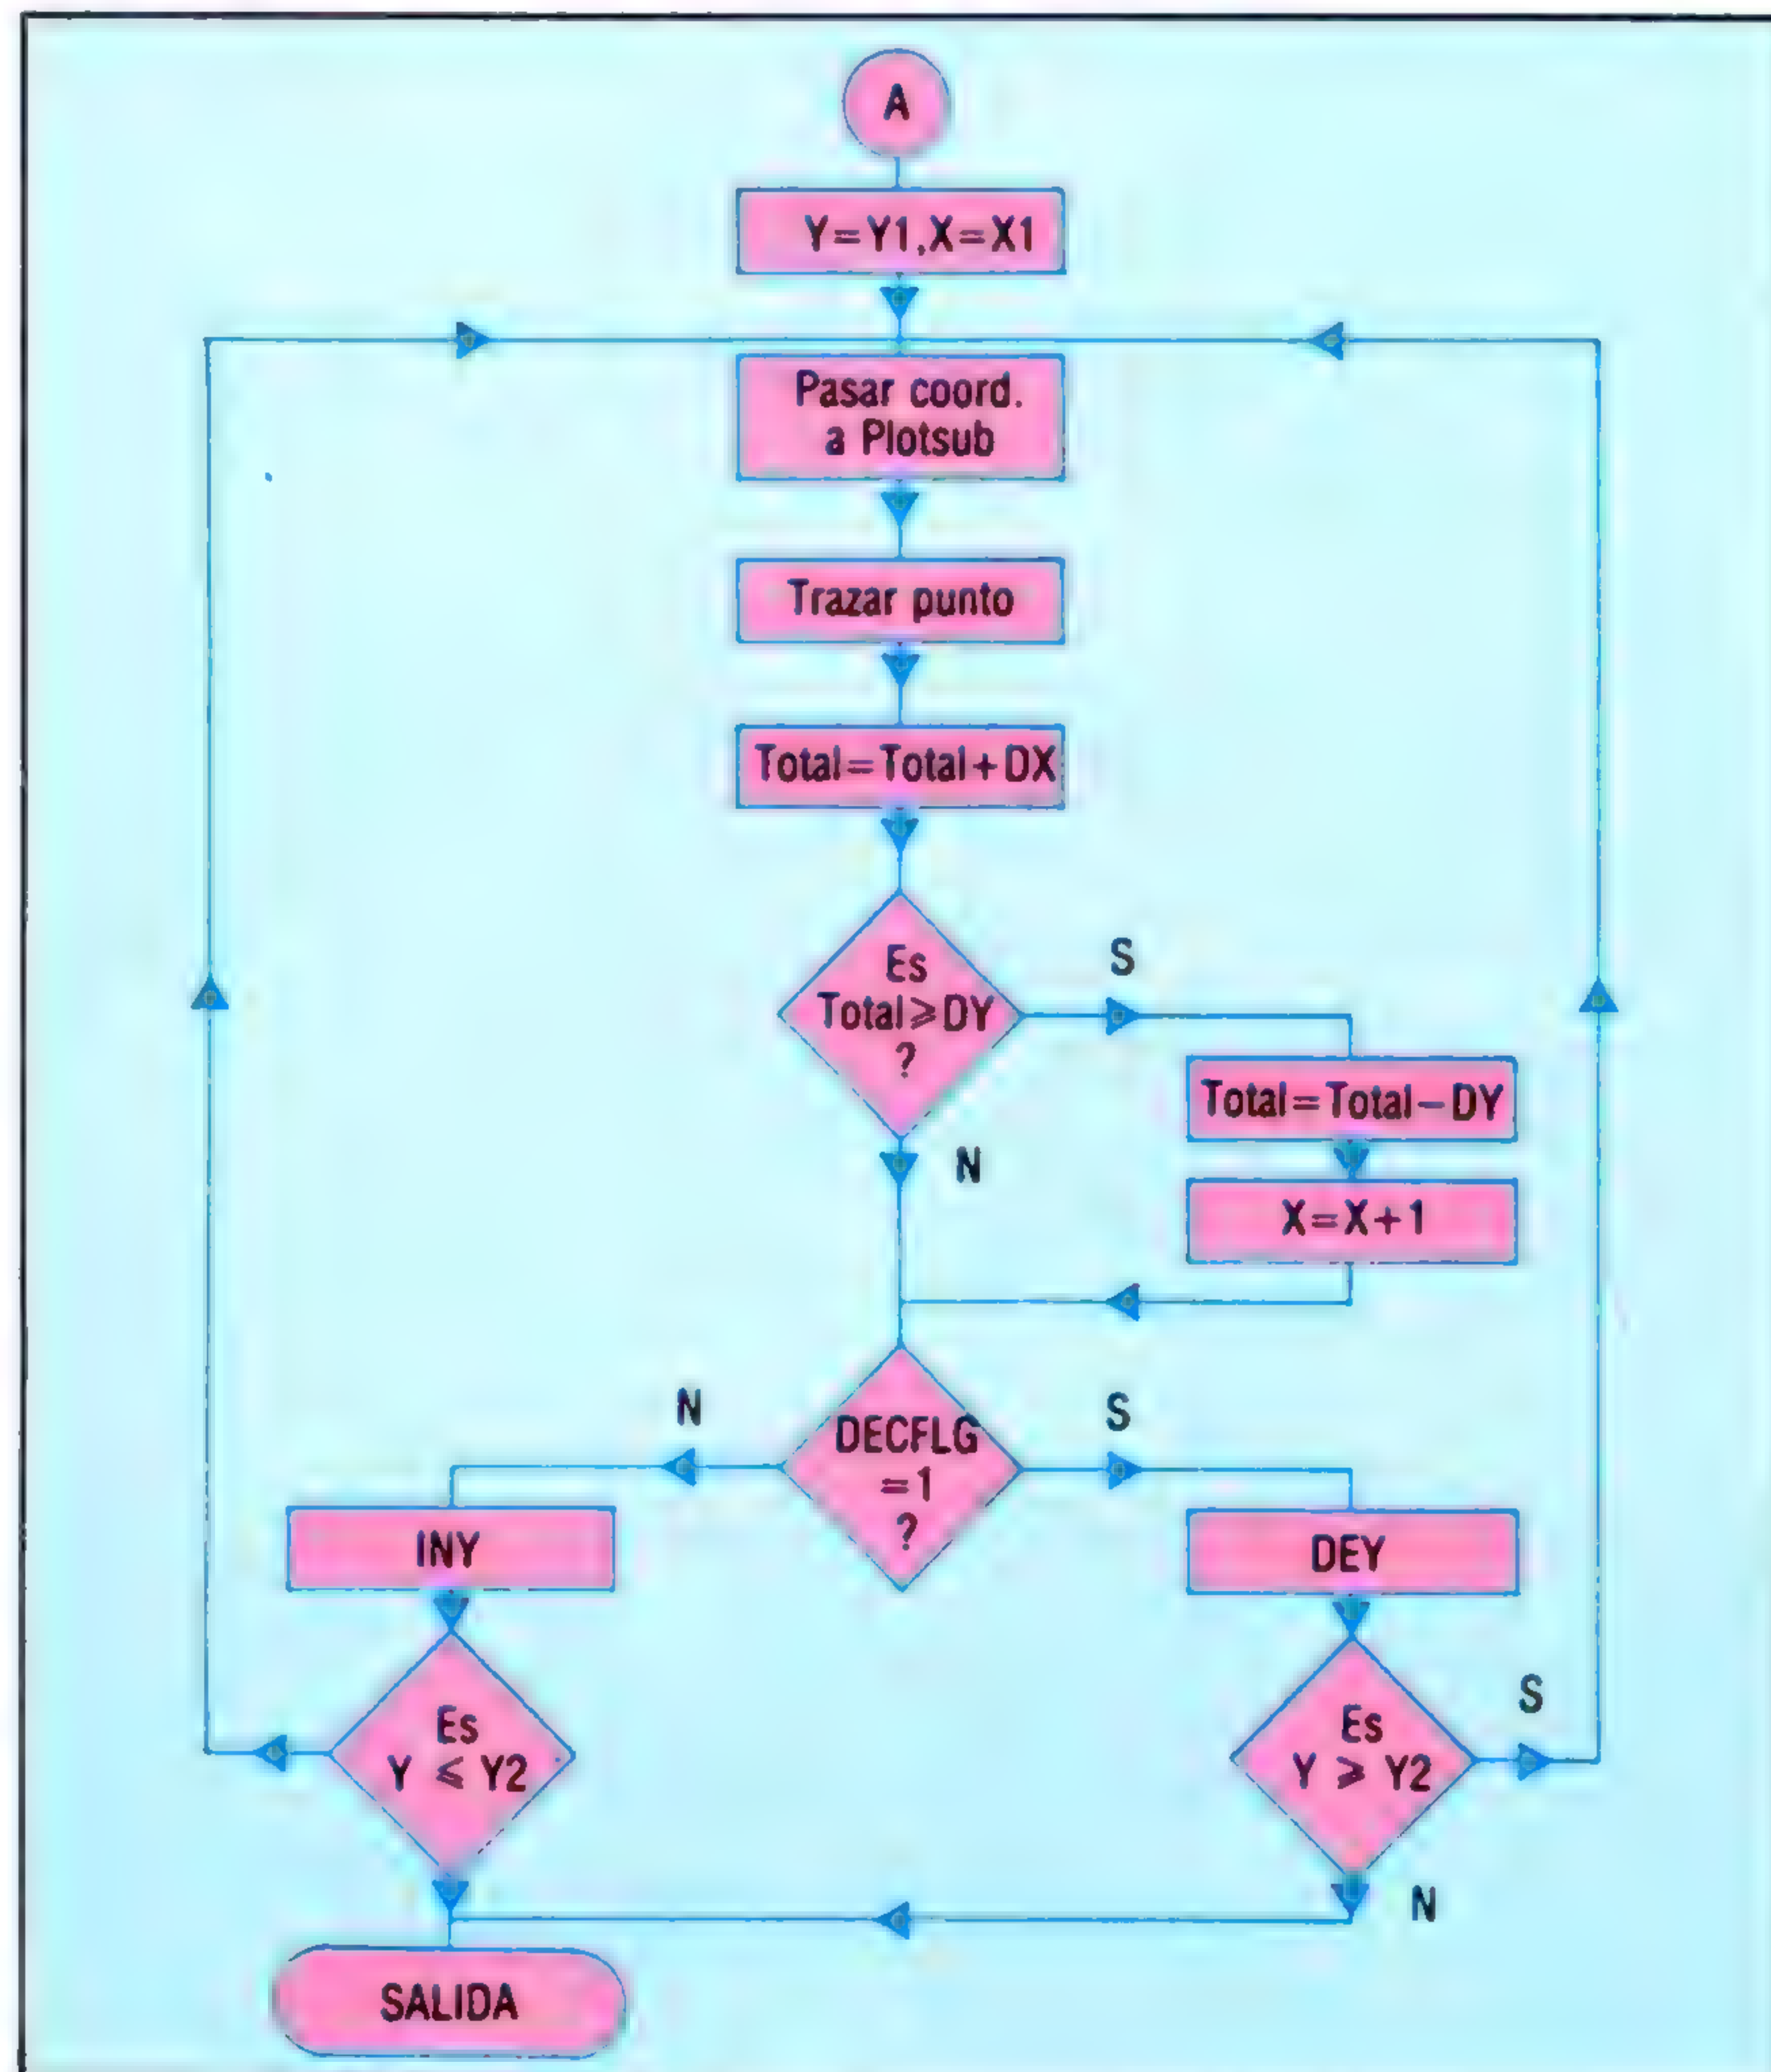 A
Y=Y1,X=X1
Pasar coord.
a Plotsub
Trazar punto
Total=Total+DX
Es
Total⩾DY
?
S
N
Total=Total−DY
X=X+1
DECFLG
=1
?
N
S
INY
DEY
Es
Y ⩽ Y2
Es
Y ⩾ Y2
S
N
SALIDA